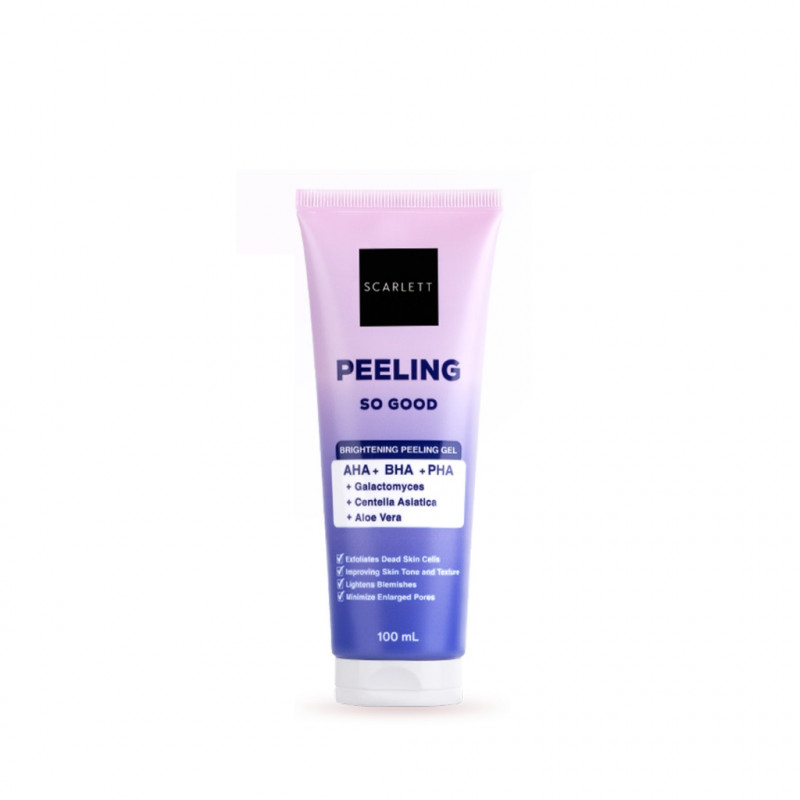 SCARLETT
PEELING
SO GOOD
BRIGHTENING PEELING GEL
AHA + BHA + PHA
+ Galactomyces
+ Centella Asiatica
+ Aloe Vera
Exfoliates Dead Skin Cells
Improving Skin Tone and Texture
Lightens Blemishes
Minimize Enlarged Pores
100 mL